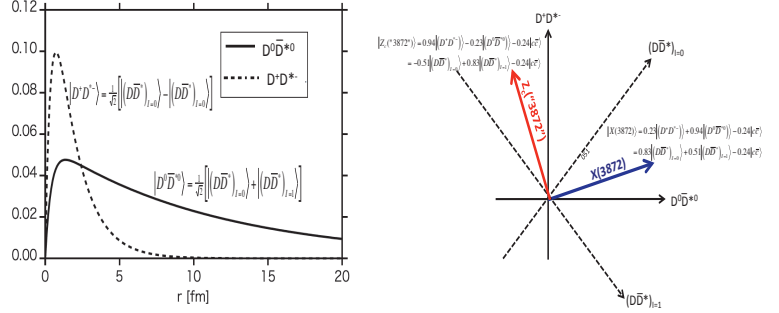 0.12
0.10
0.08
0.06
0.04
0.02
0.00
0
5
10
15
20
r [fm]
D⁰D̅*⁰
D⁺D*⁻
|D⁺D*⁻⟩ = 1/√2 [|(DD̅*)_{I=0}⟩ − |(DD̅*)_{I=0}⟩]
|D⁰D̅*⁰⟩ = 1/√2 [|(DD̅*)_{I=0}⟩ + |(DD̅*)_{I=1}⟩]
D⁺D*⁻
|Z_c("3872")⟩ = 0.94|(D⁺D*⁻)⟩ − 0.23|(D⁰D̅*⁰)⟩ − 0.24|cc̅⟩
= −0.51|(DD̅*)_{I=0}⟩ + 0.83|(DD̅*)_{I=1}⟩ − 0.24|cc̅⟩
(DD̅*)_{I=0}
Z_c("3872")
|X(3872)⟩ = 0.23|(D⁺D*⁻)⟩ + 0.94|(D⁰D̅*⁰)⟩ − 0.24|cc̅⟩
= 0.83|(DD̅*)_{I=0}⟩ + 0.51|(DD̅*)_{I=1}⟩ − 0.24|cc̅⟩
X(3872)
D⁰D̅*⁰
(DD̅*)_{I=1}